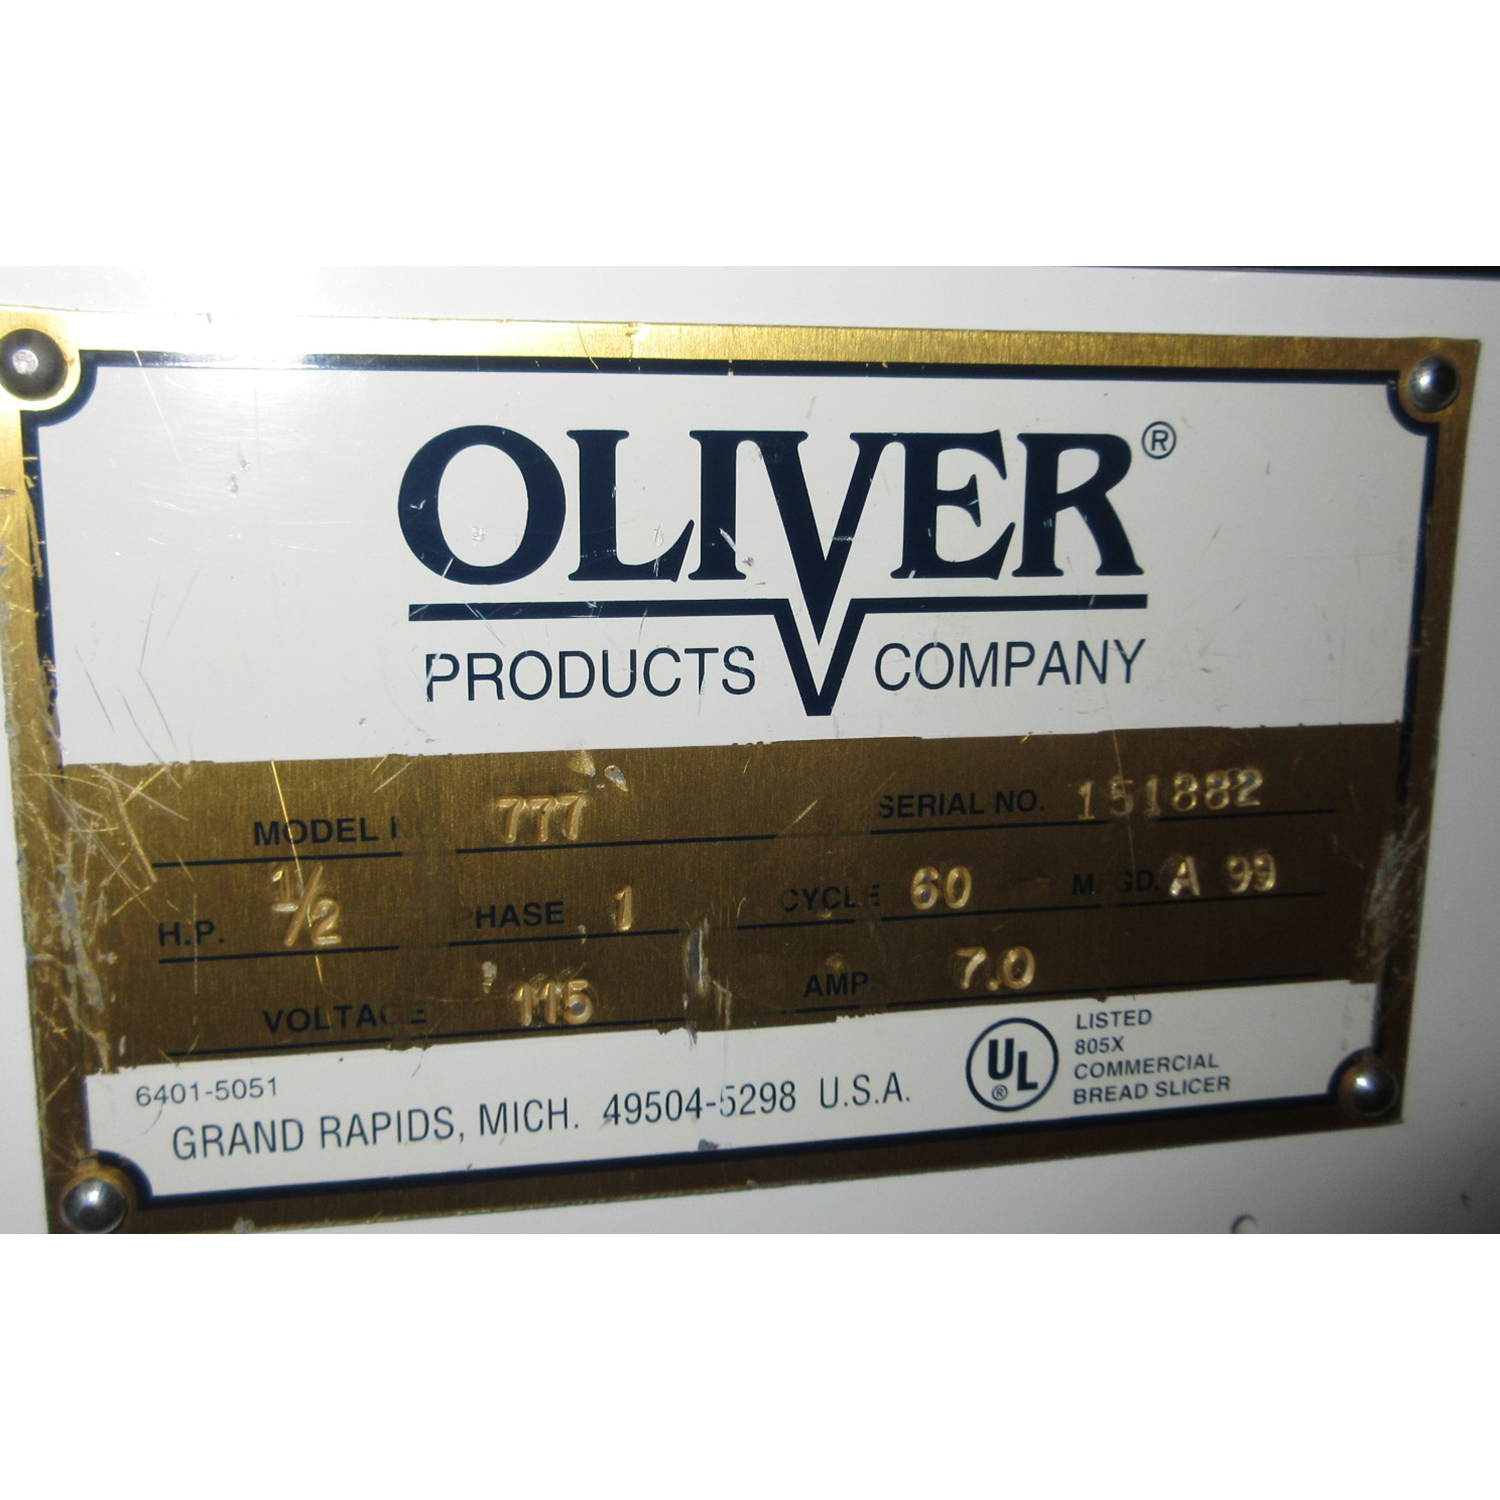 OLIVER®
PRODUCTS COMPANY
MODEL 777 SERIAL NO. 151882
H.P. 1/2 PHASE 1 CYCLE 60 A 99
VOLTAGE 115 AMP 7.0
6401-5051
GRAND RAPIDS, MICH. 49504-5298 U.S.A.
UL®
LISTED
805X
COMMERCIAL
BREAD SLICER